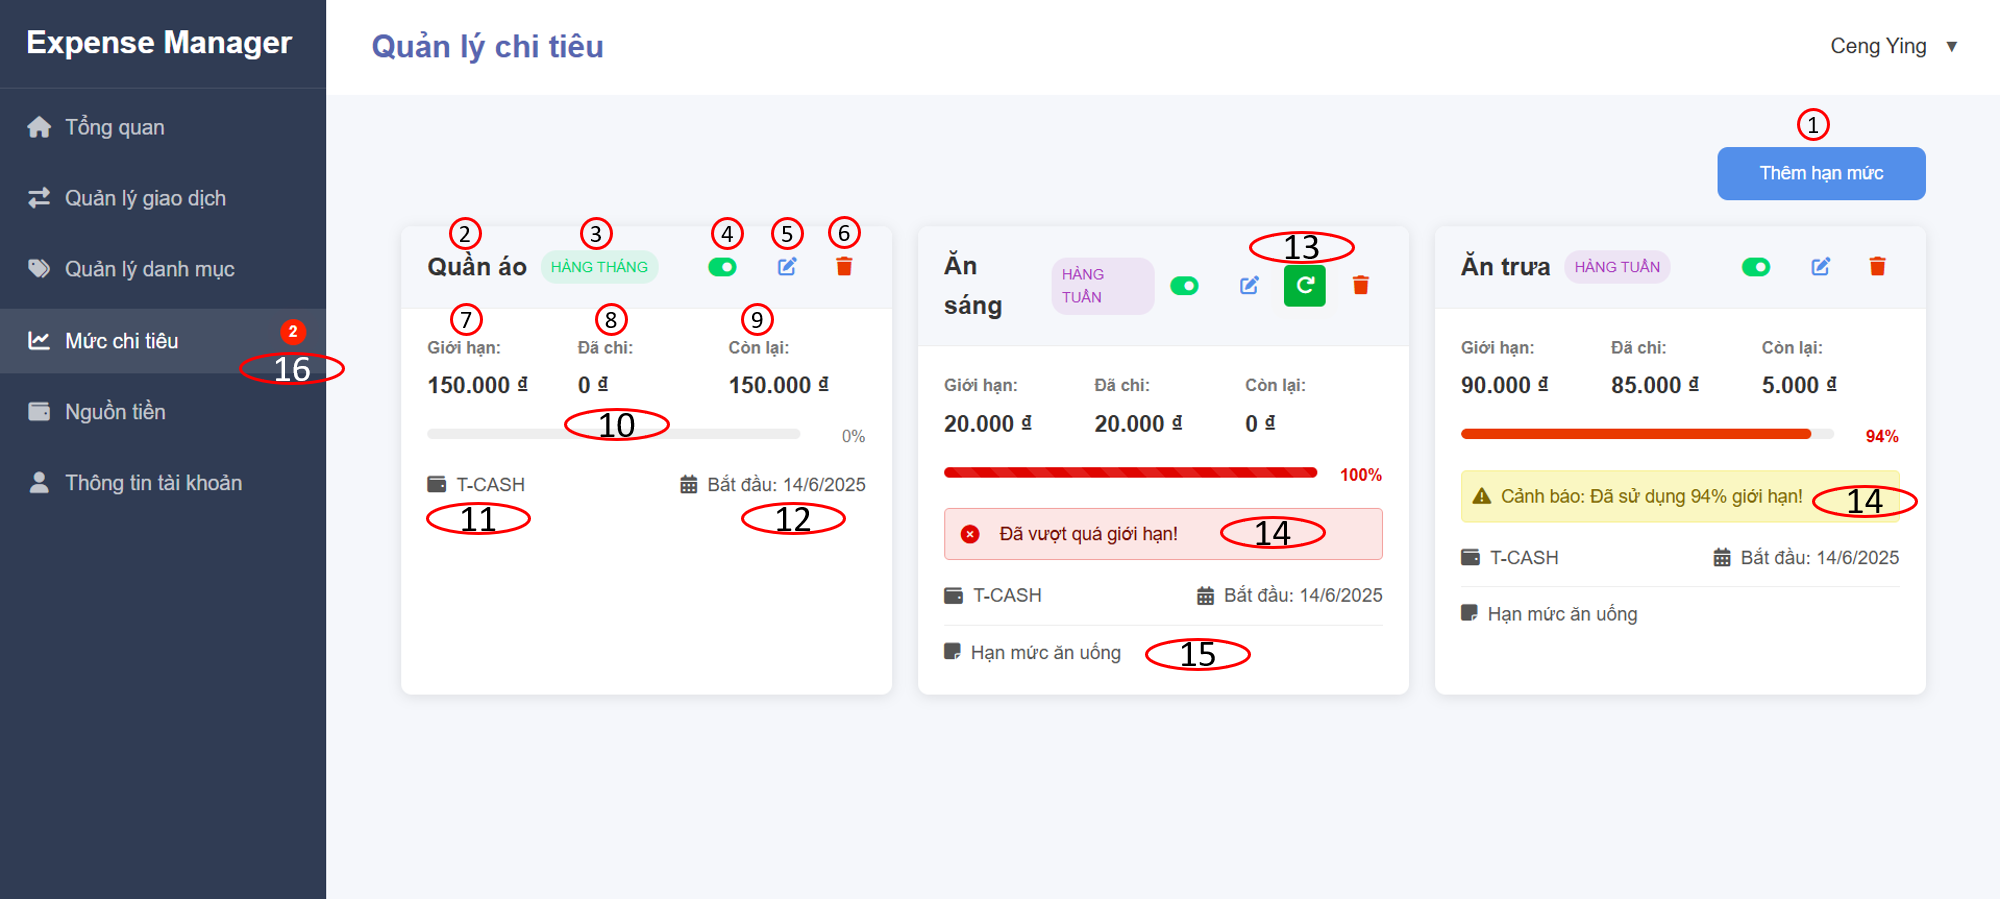 Expense Manager
Tổng quan
Quản lý giao dịch
Quản lý danh mục
Mức chi tiêu
2
16
Nguồn tiền
Thông tin tài khoản
Quản lý chi tiêu
Ceng Ying ▼
1
Thêm hạn mức
2 3 4 5 6
Quần áo HÀNG THÁNG
7 8 9
Giới hạn: Đã chi: Còn lại:
150.000 ₫ 0 ₫ 150.000 ₫
10
0%
T-CASH Bắt đầu: 14/6/2025
11 12
13
Ăn
sáng
HÀNG
TUẦN
Giới hạn: Đã chi: Còn lại:
20.000 ₫ 20.000 ₫ 0 ₫
100%
Đã vượt quá giới hạn! 14
T-CASH Bắt đầu: 14/6/2025
Hạn mức ăn uống 15
Ăn trưa HÀNG TUẦN
Giới hạn: Đã chi: Còn lại:
90.000 ₫ 85.000 ₫ 5.000 ₫
94%
Cảnh báo: Đã sử dụng 94% giới hạn! 14
T-CASH Bắt đầu: 14/6/2025
Hạn mức ăn uống